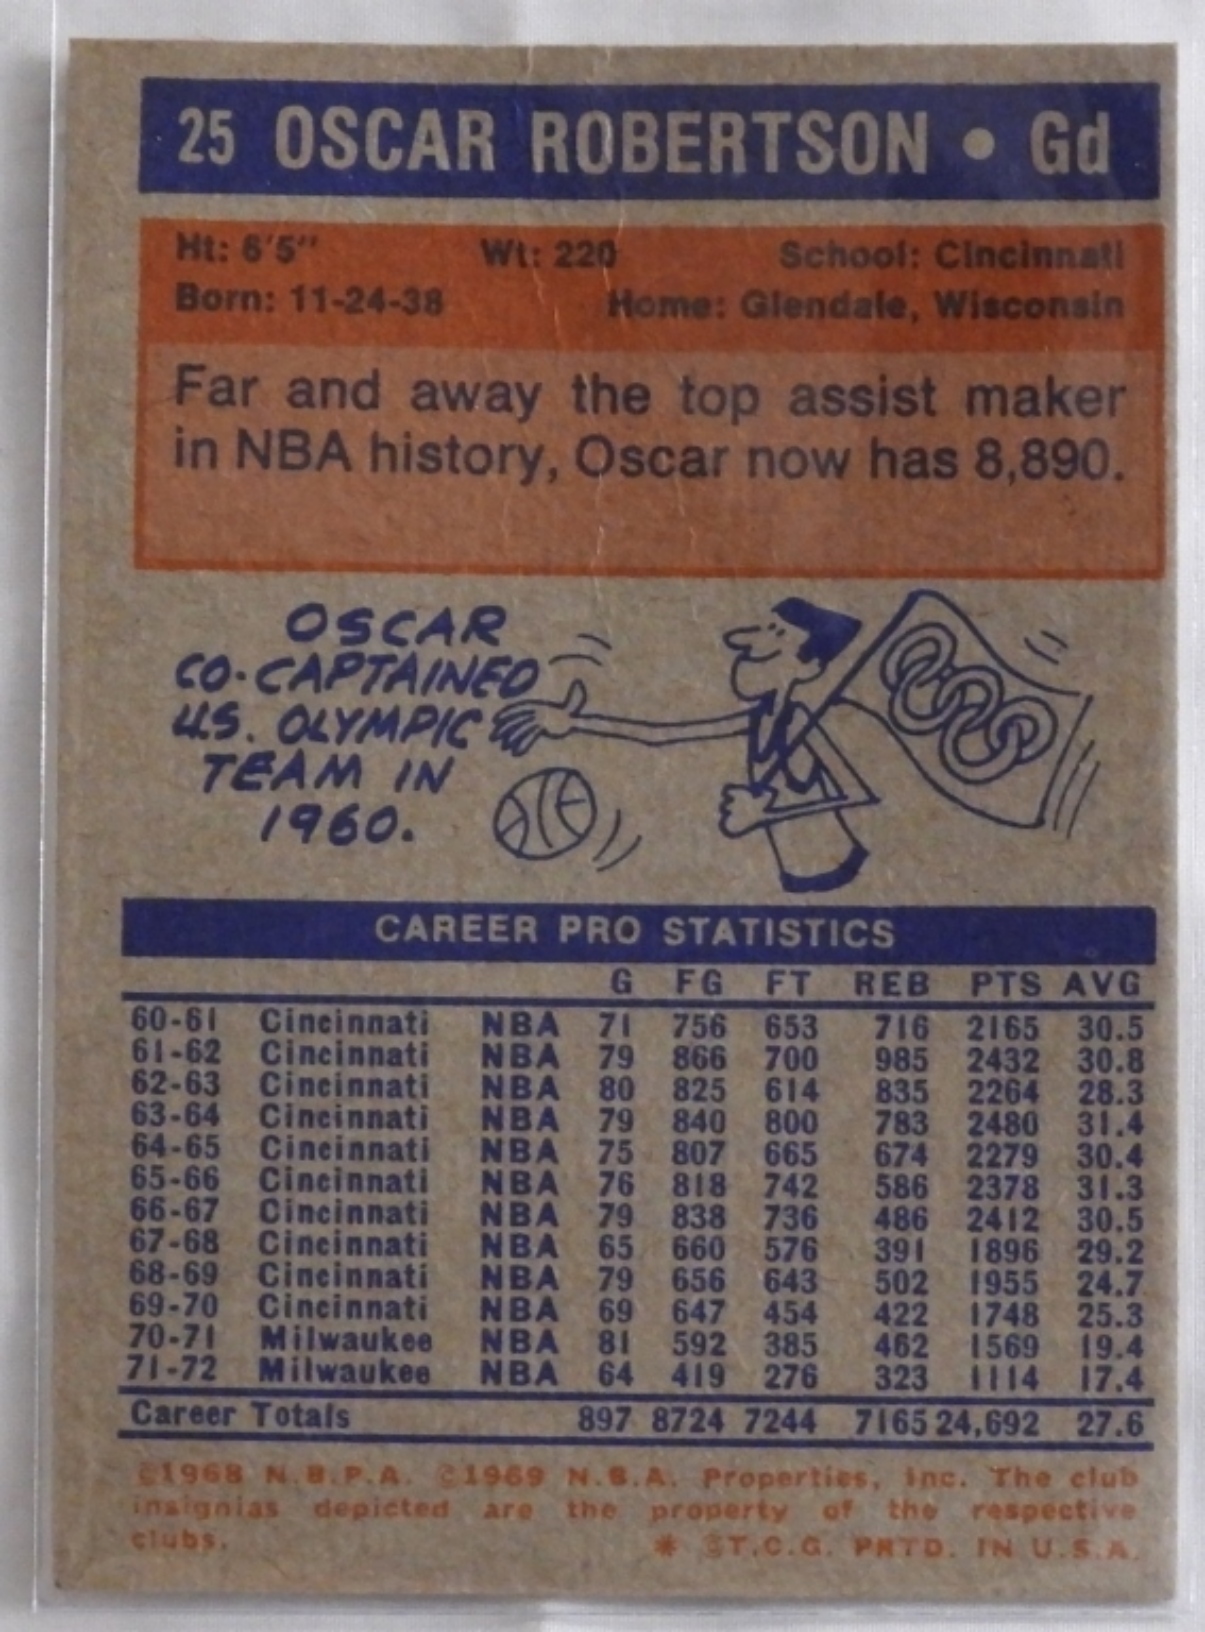 25 OSCAR ROBERTSON • Gd
Ht: 6'5" Wt: 220 School: Cincinnati
Born: 11-24-38 Home: Glendale, Wisconsin
Far and away the top assist maker
in NBA history, Oscar now has 8,890.
OSCAR
CO-CAPTAINED
U.S. OLYMPIC
TEAM IN
1960.
CAREER PRO STATISTICS
G FG FT REB PTS AVG
60-61 Cincinnati NBA 71 756 653 716 2165 30.5
61-62 Cincinnati NBA 79 866 700 985 2432 30.8
62-63 Cincinnati NBA 80 825 614 835 2264 28.3
63-64 Cincinnati NBA 79 840 800 783 2480 31.4
64-65 Cincinnati NBA 75 807 665 674 2279 30.4
65-66 Cincinnati NBA 76 818 742 586 2378 31.3
66-67 Cincinnati NBA 79 838 736 486 2412 30.5
67-68 Cincinnati NBA 65 660 576 391 1896 29.2
68-69 Cincinnati NBA 79 656 643 502 1955 24.7
69-70 Cincinnati NBA 69 647 454 422 1748 25.3
70-71 Milwaukee NBA 81 592 385 462 1569 19.4
71-72 Milwaukee NBA 64 419 276 323 1114 17.4
Career Totals 897 8724 7244 7165 24,692 27.6
©1968 N.B.P.A. ©1969 N.B.A. Properties, Inc. The club
insignias depicted are the property of the respective
clubs. * ©T.C.G. PRTD. IN U.S.A.